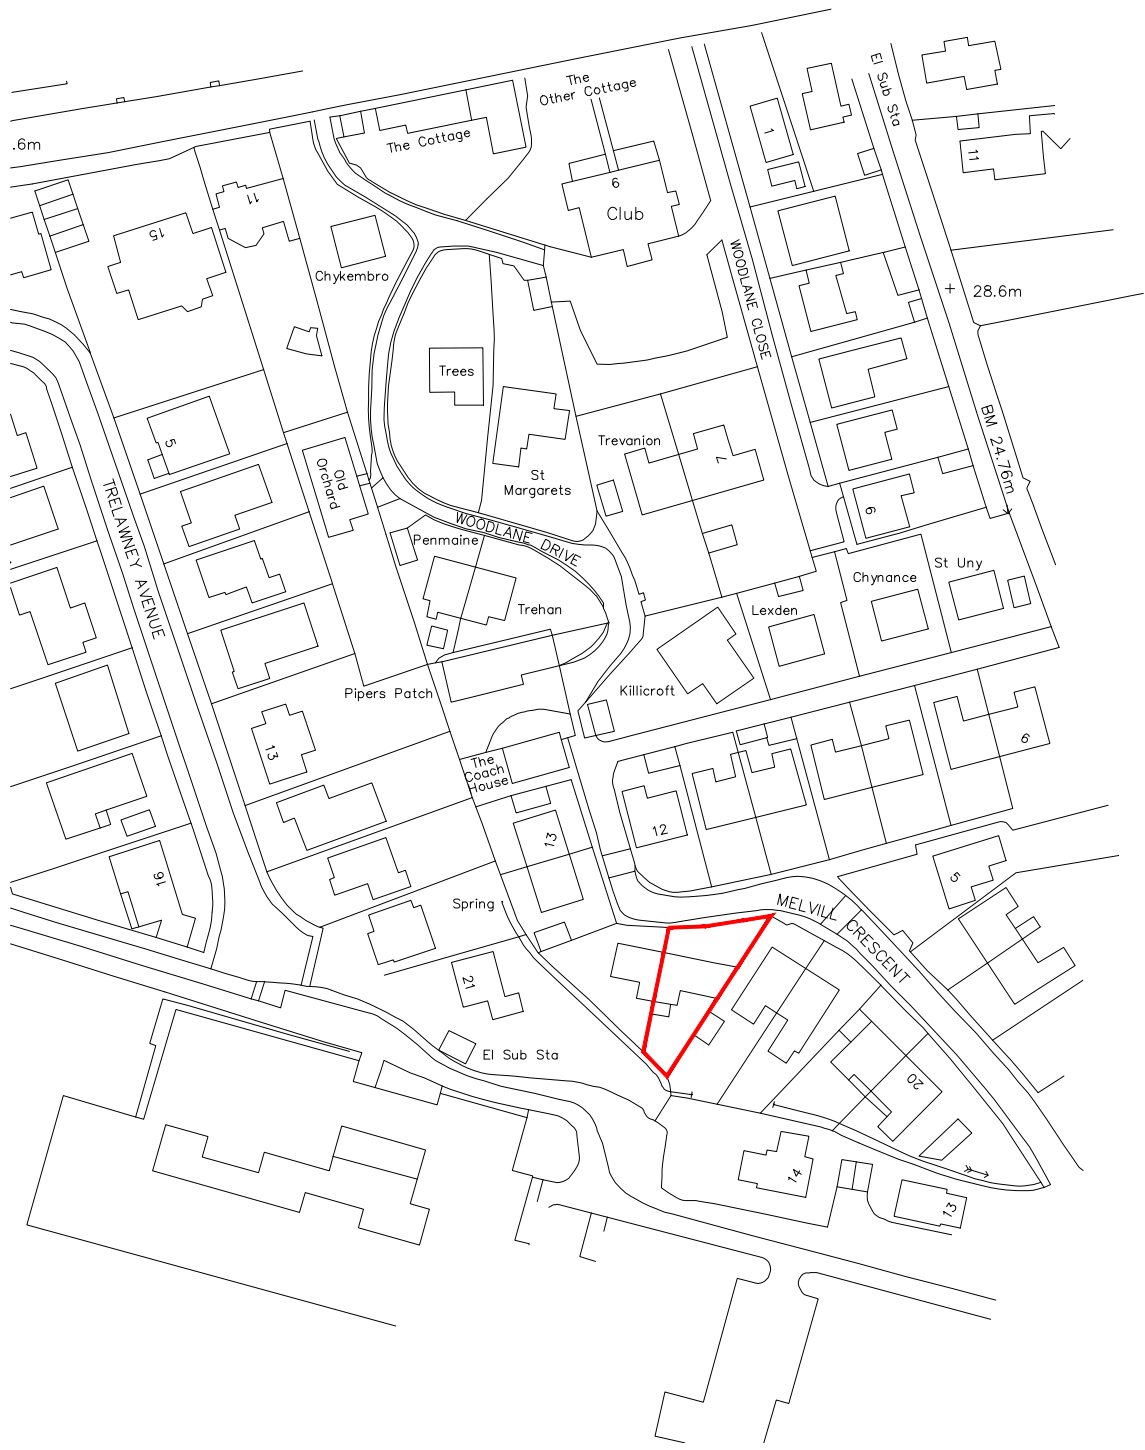 The
Other Cottage
El Sub Sta
.6m
The Cottage
1
11
11
15
6
Club
Chykembro
WOODLANE CLOSE
28.6m
Trees
5
Trevanion
7
BM 24.76m
Old
Orchard
St
Margarets
TRELAWNEY AVENUE
WOODLANE DRIVE
Penmaine
9
St Uny
Chynance
Trehan
Lexden
Pipers Patch
Killicroft
13
The
Coach
House
9
12
13
16
5
Spring
MELVILL CRESCENT
21
El Sub Sta
20
14
13